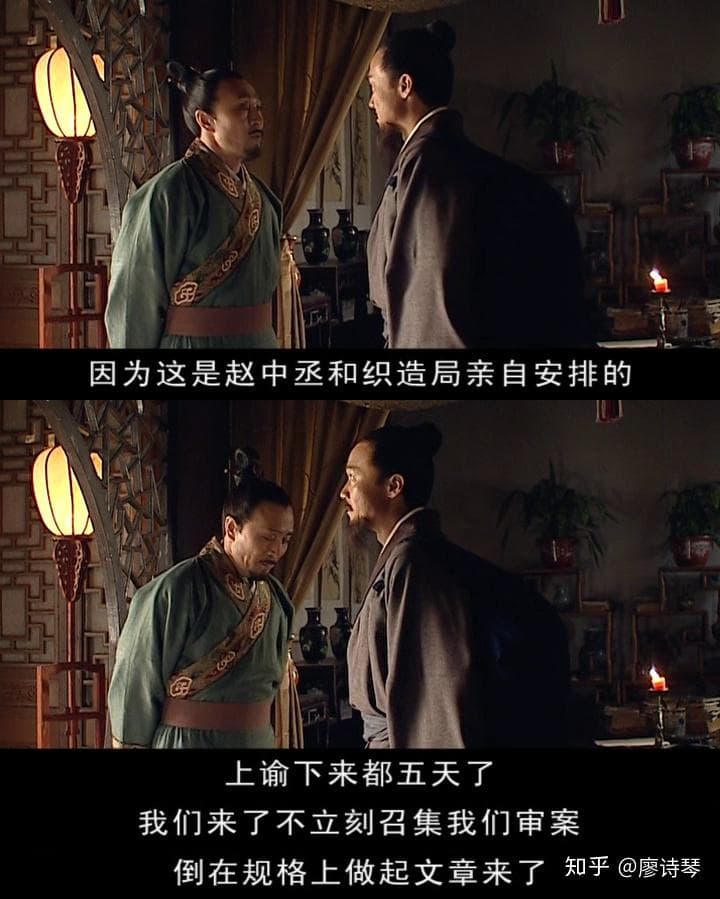 因为这是赵中丞和织造局亲自安排的
上谕下来都五天了
我们来了不立刻召集我们审案
倒在规格上做起文章来了
知乎 @廖诗琴